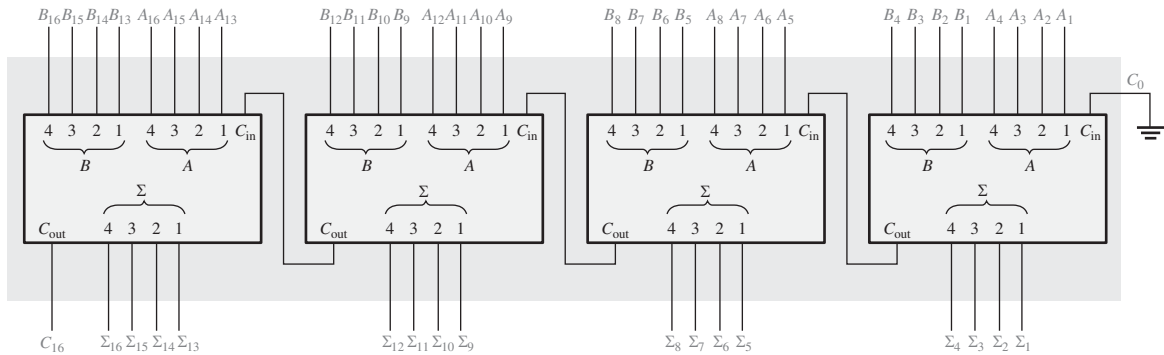 B16 B15 B14 B13 A16 A15 A14 A13 B12 B11 B10 B9 A12 A11 A10 A9 B8 B7 B6 B5 A8 A7 A6 A5 B4 B3 B2 B1 A4 A3 A2 A1
C0
4 3 2 1 4 3 2 1 Cin 4 3 2 1 4 3 2 1 Cin 4 3 2 1 4 3 2 1 Cin 4 3 2 1 4 3 2 1 Cin
B A B A B A B A
Σ Σ Σ Σ
Cout 4 3 2 1 Cout 4 3 2 1 Cout 4 3 2 1 Cout 4 3 2 1
C16 Σ16 Σ15 Σ14 Σ13 Σ12 Σ11 Σ10 Σ9 Σ8 Σ7 Σ6 Σ5 Σ4 Σ3 Σ2 Σ1